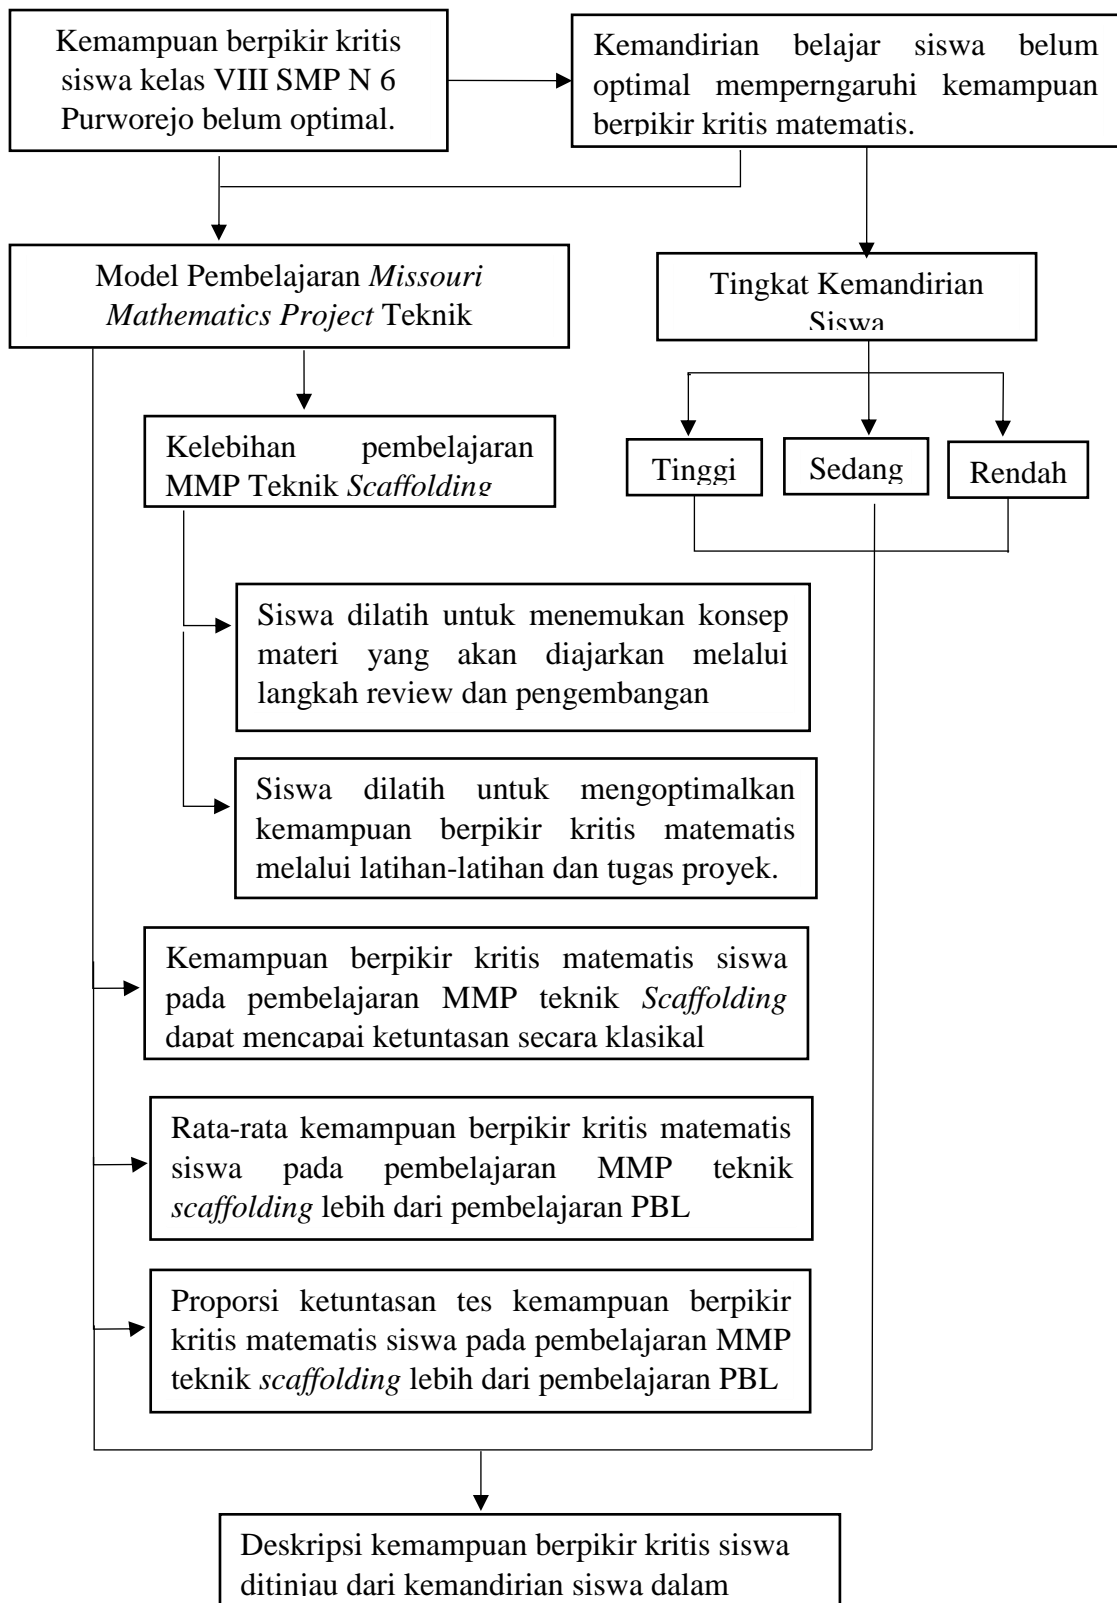 Kemampuan berpikir kritis
siswa kelas VIII SMP N 6
Purworejo belum optimal.
Kemandirian belajar siswa belum
optimal memperngaruhi kemampuan
berpikir kritis matematis.
Model Pembelajaran Missouri
Mathematics Project Teknik
Tingkat Kemandirian
Siswa
Kelebihan pembelajaran
MMP Teknik Scaffolding
Tinggi
Sedang
Rendah
Siswa dilatih untuk menemukan konsep
materi yang akan diajarkan melalui
langkah review dan pengembangan
Siswa dilatih untuk mengoptimalkan
kemampuan berpikir kritis matematis
melalui latihan-latihan dan tugas proyek.
Kemampuan berpikir kritis matematis siswa
pada pembelajaran MMP teknik Scaffolding
dapat mencapai ketuntasan secara klasikal
Rata-rata kemampuan berpikir kritis matematis
siswa pada pembelajaran MMP teknik
scaffolding lebih dari pembelajaran PBL
Proporsi ketuntasan tes kemampuan berpikir
kritis matematis siswa pada pembelajaran MMP
teknik scaffolding lebih dari pembelajaran PBL
Deskripsi kemampuan berpikir kritis siswa
ditinjau dari kemandirian siswa dalam